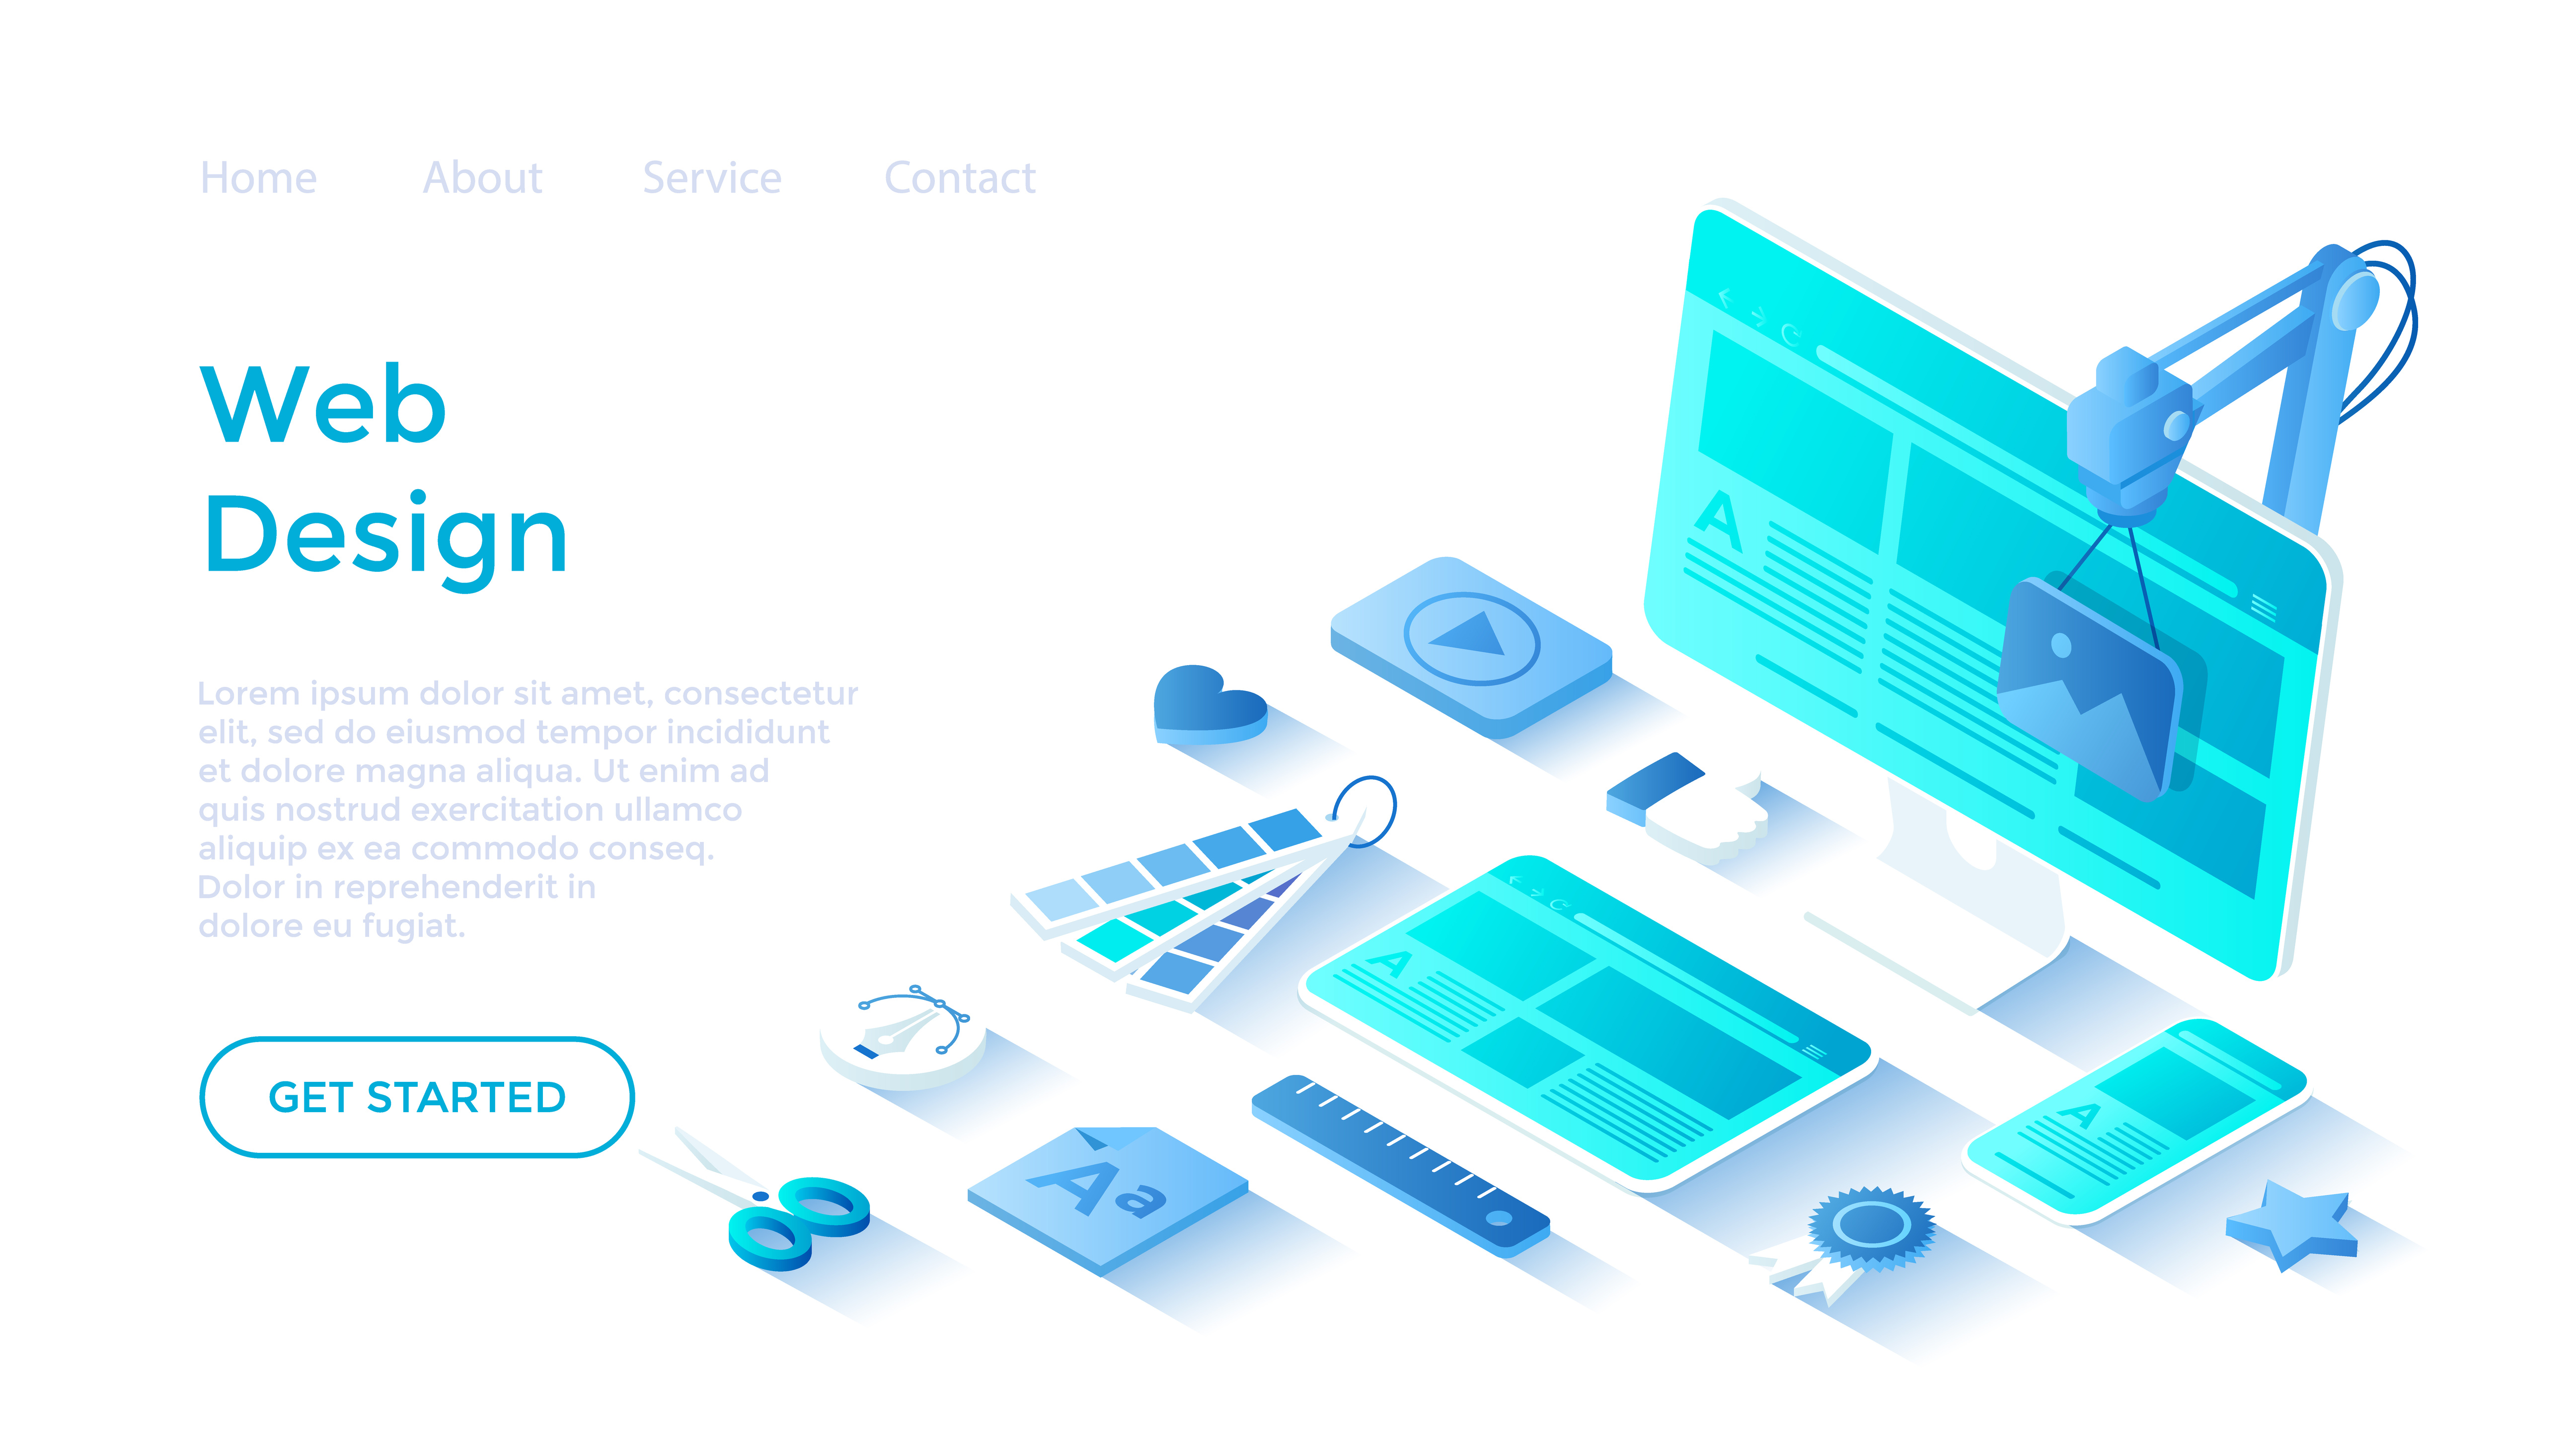 Home About Service Contact
Web
Design
Lorem ipsum dolor sit amet, consectetur
elit, sed do eiusmod tempor incididunt
et dolore magna aliqua. Ut enim ad
quis nostrud exercitation ullamco
aliquip ex ea commodo conseq.
Dolor in reprehenderit in
dolore eu fugiat.
GET STARTED
A
A
A
Aa